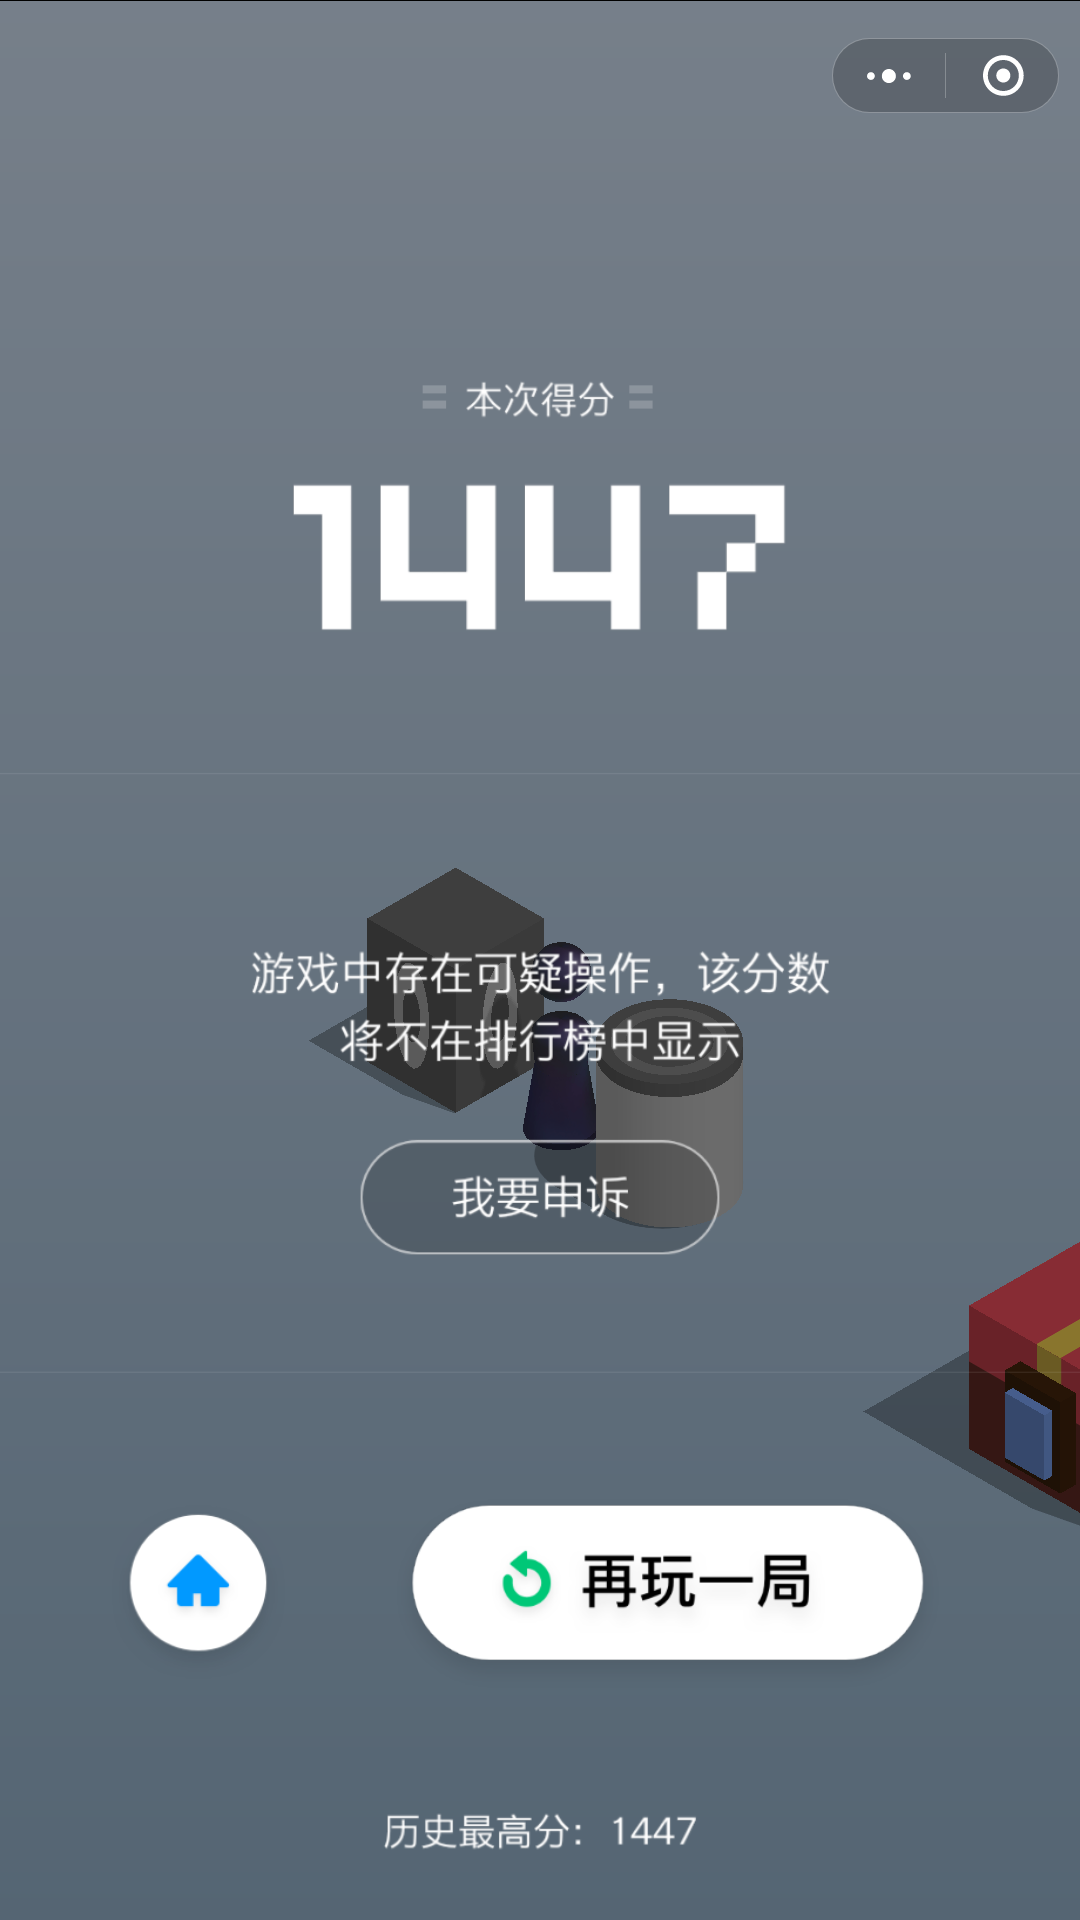 本次得分
1447
游戏中存在可疑操作，该分数
将不在排行榜中显示
我要申诉
再玩一局
历史最高分：1447